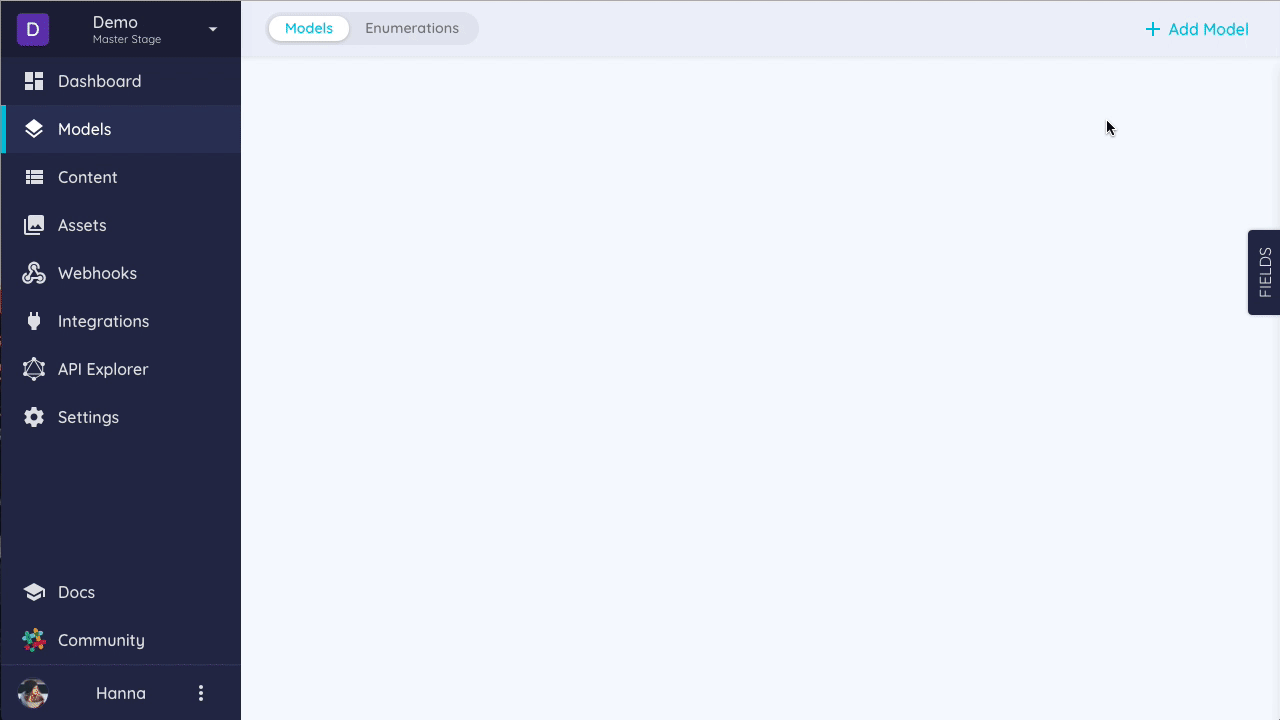 D
Demo
Master Stage
Models
Enumerations
Add Model
Dashboard
Models
Content
Assets
Webhooks
Integrations
API Explorer
Settings
FIELDS
Docs
Community
Hanna